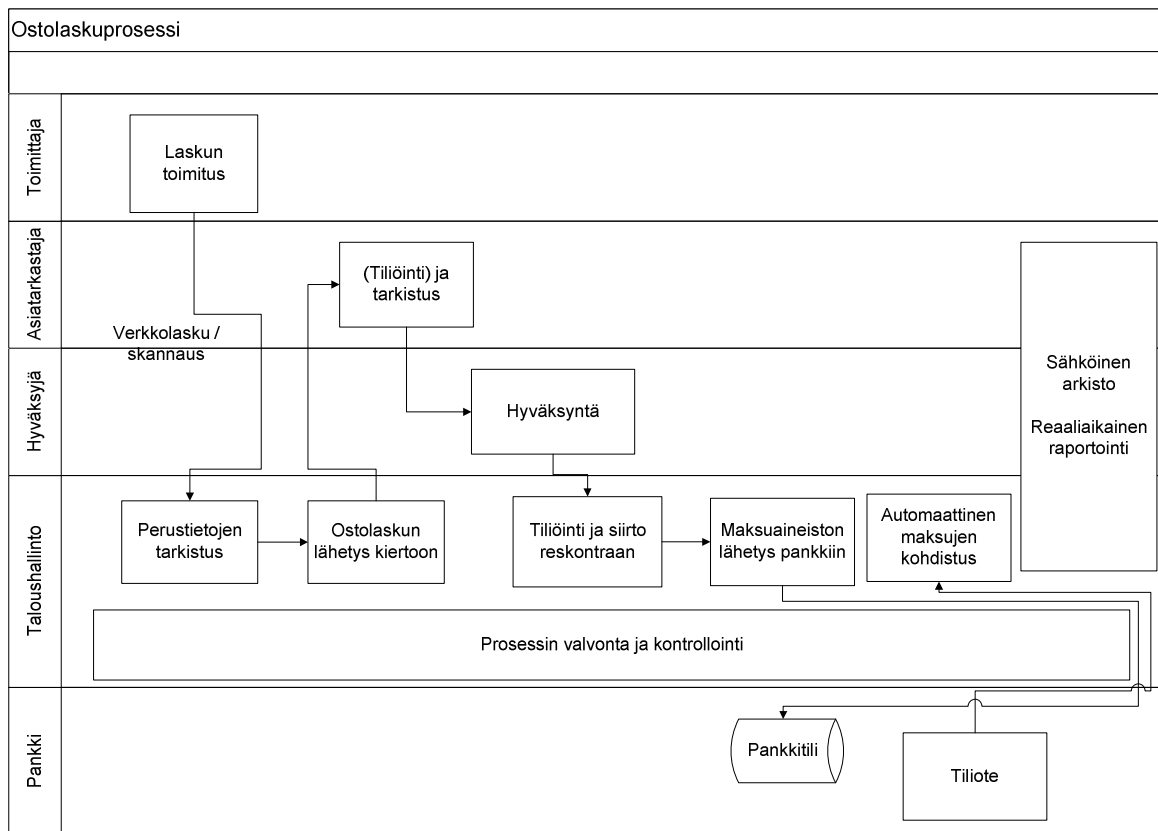 Ostolaskuprosessi
Toimittaja
Laskun
toimitus
Asiatarkastaja
(Tiliöinti) ja
tarkistus
Verkkolasku /
skannaus
Hyväksyjä
Hyväksyntä
Sähköinen
arkisto
Reaaliaikainen
raportointi
Taloushallinto
Perustietojen
tarkistus
Ostolaskun
lähetys kiertoon
Tiliöinti ja siirto
reskontraan
Maksuaineiston
lähetys pankkiin
Automaattinen
maksujen
kohdistus
Prosessin valvonta ja kontrollointi
Pankki
Pankkitili
Tiliote